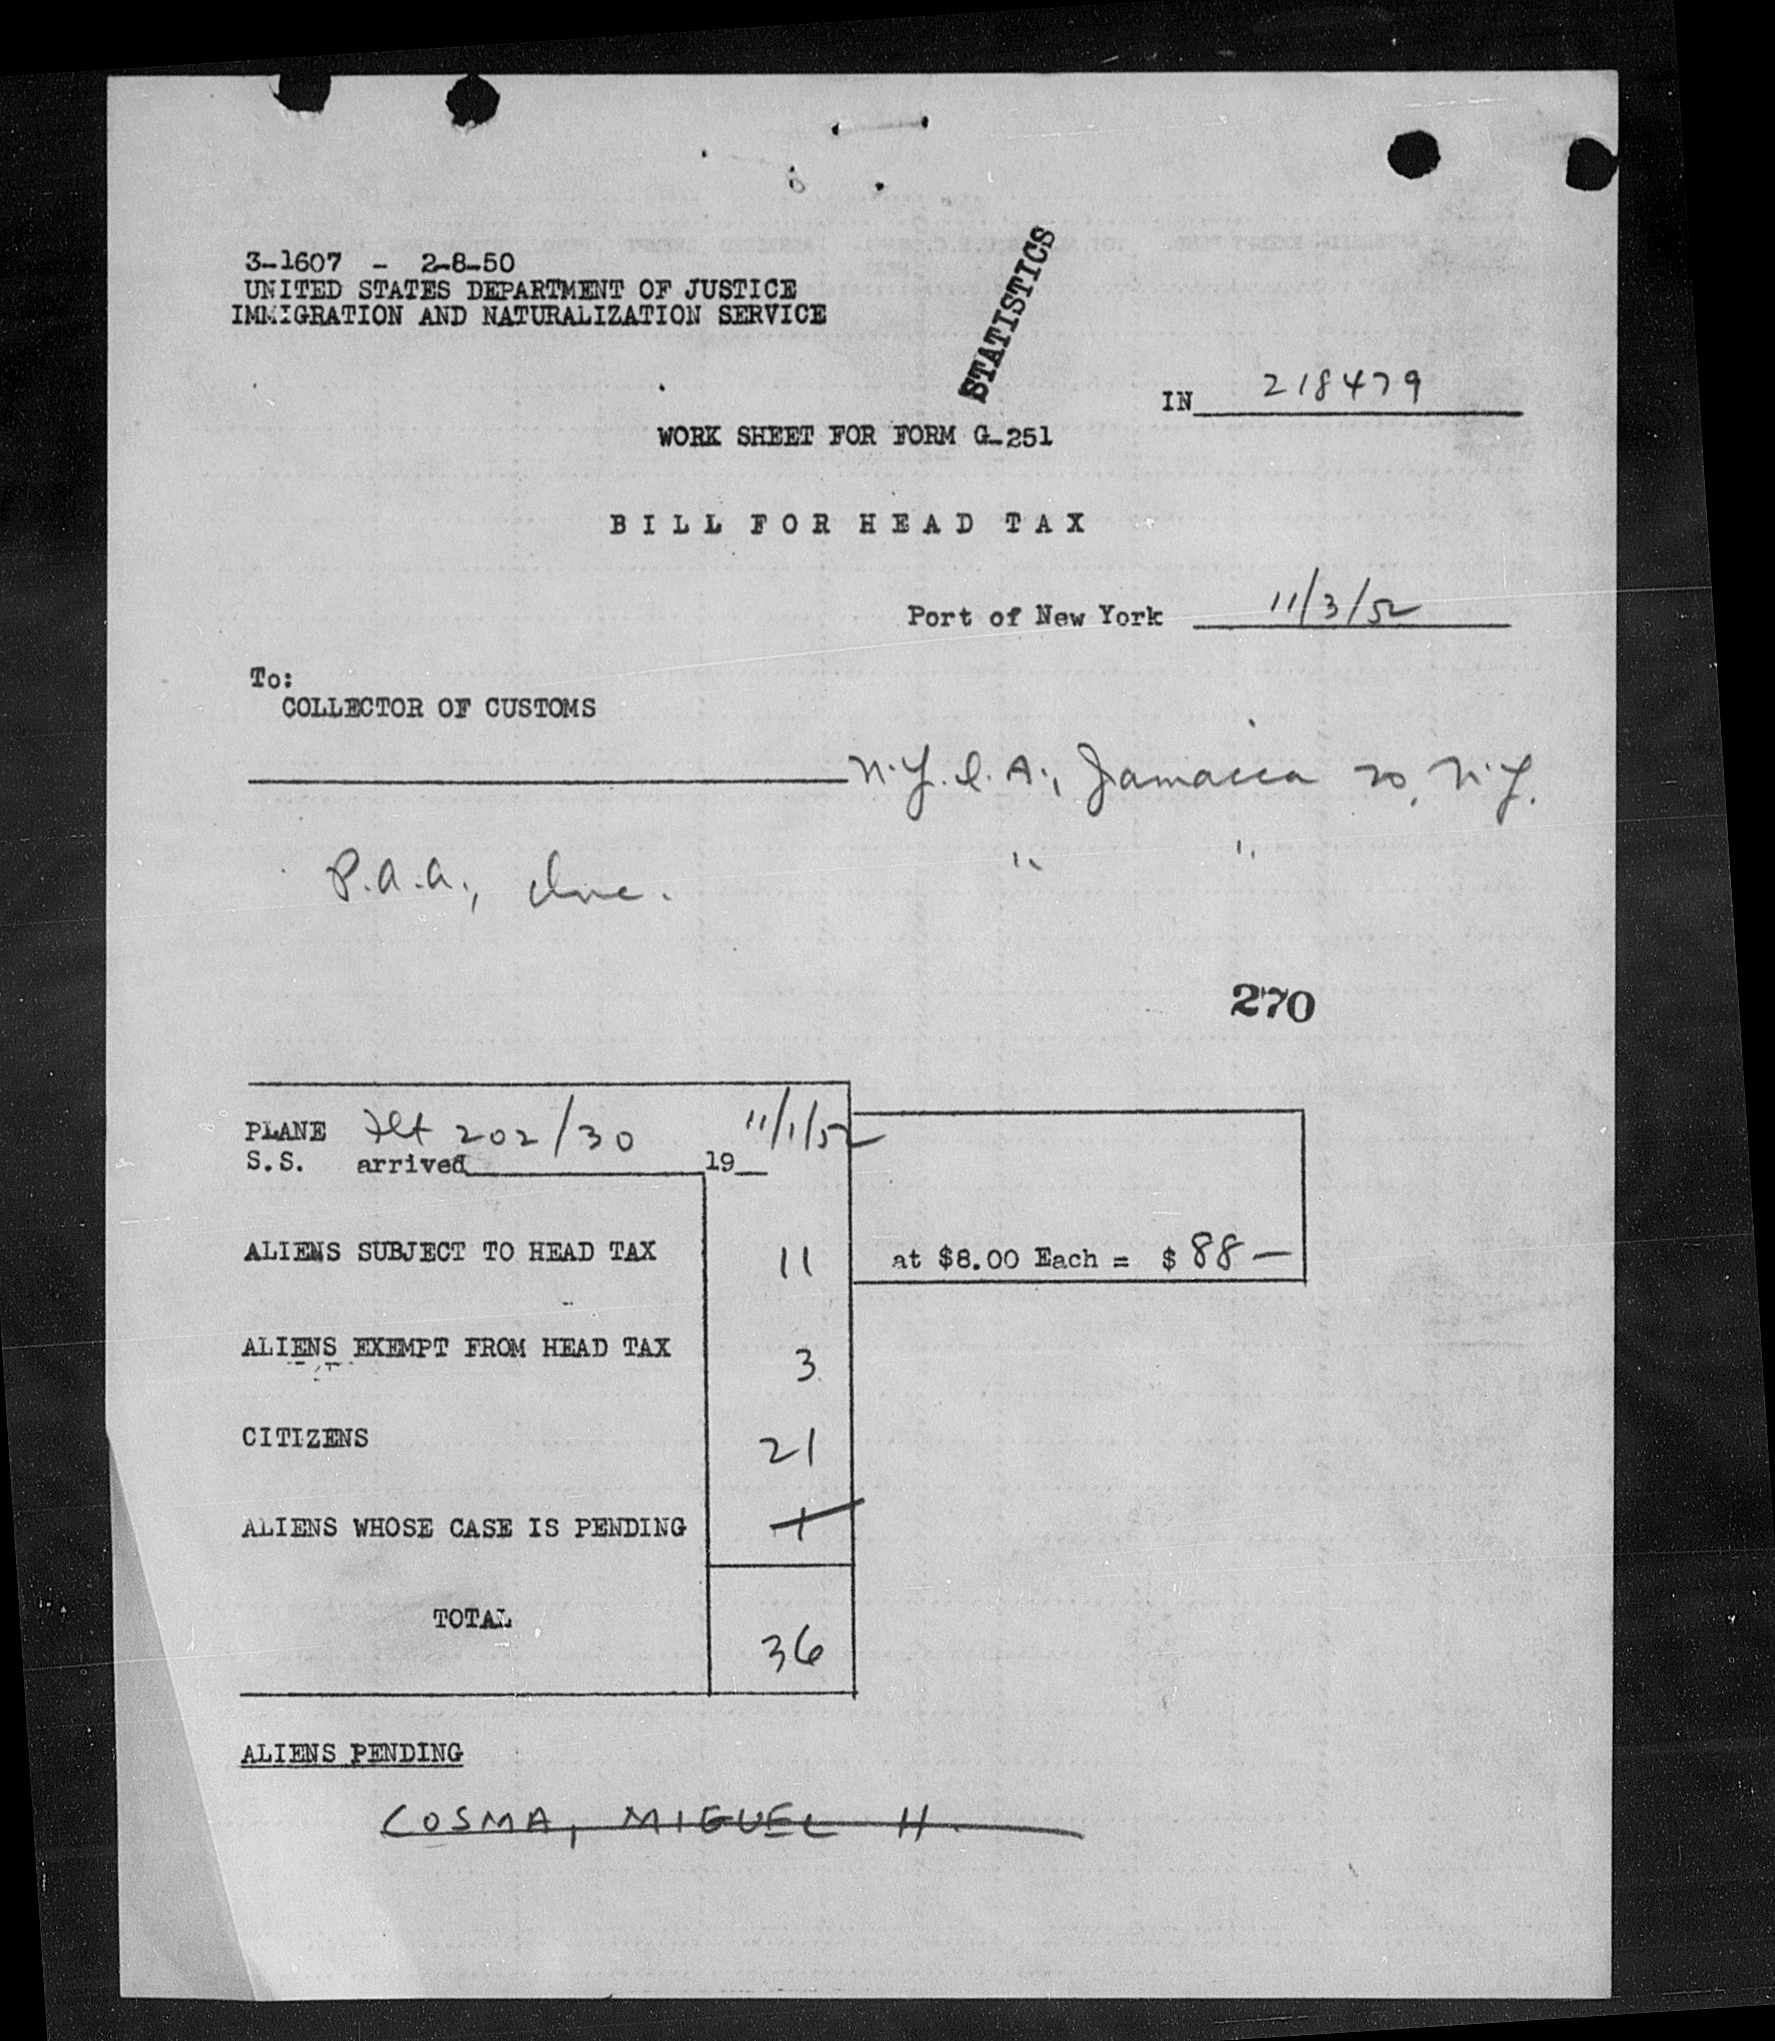 3-1607 - 2-8-50
UNITED STATES DEPARTMENT OF JUSTICE
IMMIGRATION AND NATURALIZATION SERVICE
STATISTICS
IN 218479
WORK SHEET FOR FORM G-251
BILL FOR HEAD TAX
Port of New York 11/3/52
To:
COLLECTOR OF CUSTOMS
N.Y.I.A., Jamaica 20, N.Y.
P.A.A., Inc. " "
270
PLANE Flt 202/30 11/1/52
S.S. arrived 19
ALIENS SUBJECT TO HEAD TAX 11 at $8.00 Each = $ 88 —
ALIENS EXEMPT FROM HEAD TAX 3
CITIZENS 21
ALIENS WHOSE CASE IS PENDING 1
TOTAL 36
ALIENS PENDING
COSMA, MIGUEL H.